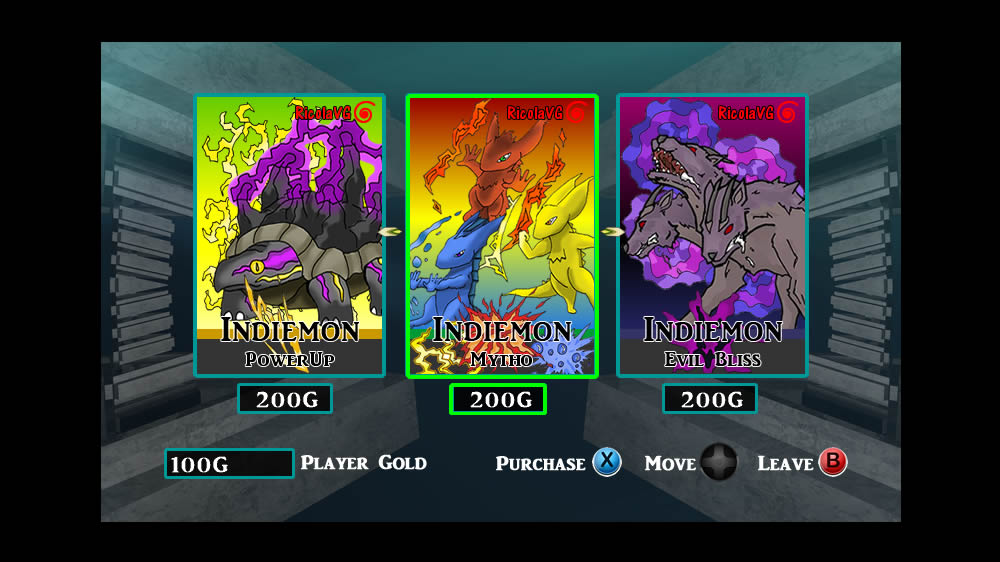 RicolaVG
INDIEMON
POWERUP
200G
RicolaVG
INDIEMON
MYTHO
200G
RicolaVG
INDIEMON
EVIL BLISS
200G
100G PLAYER GOLD PURCHASE X MOVE LEAVE B